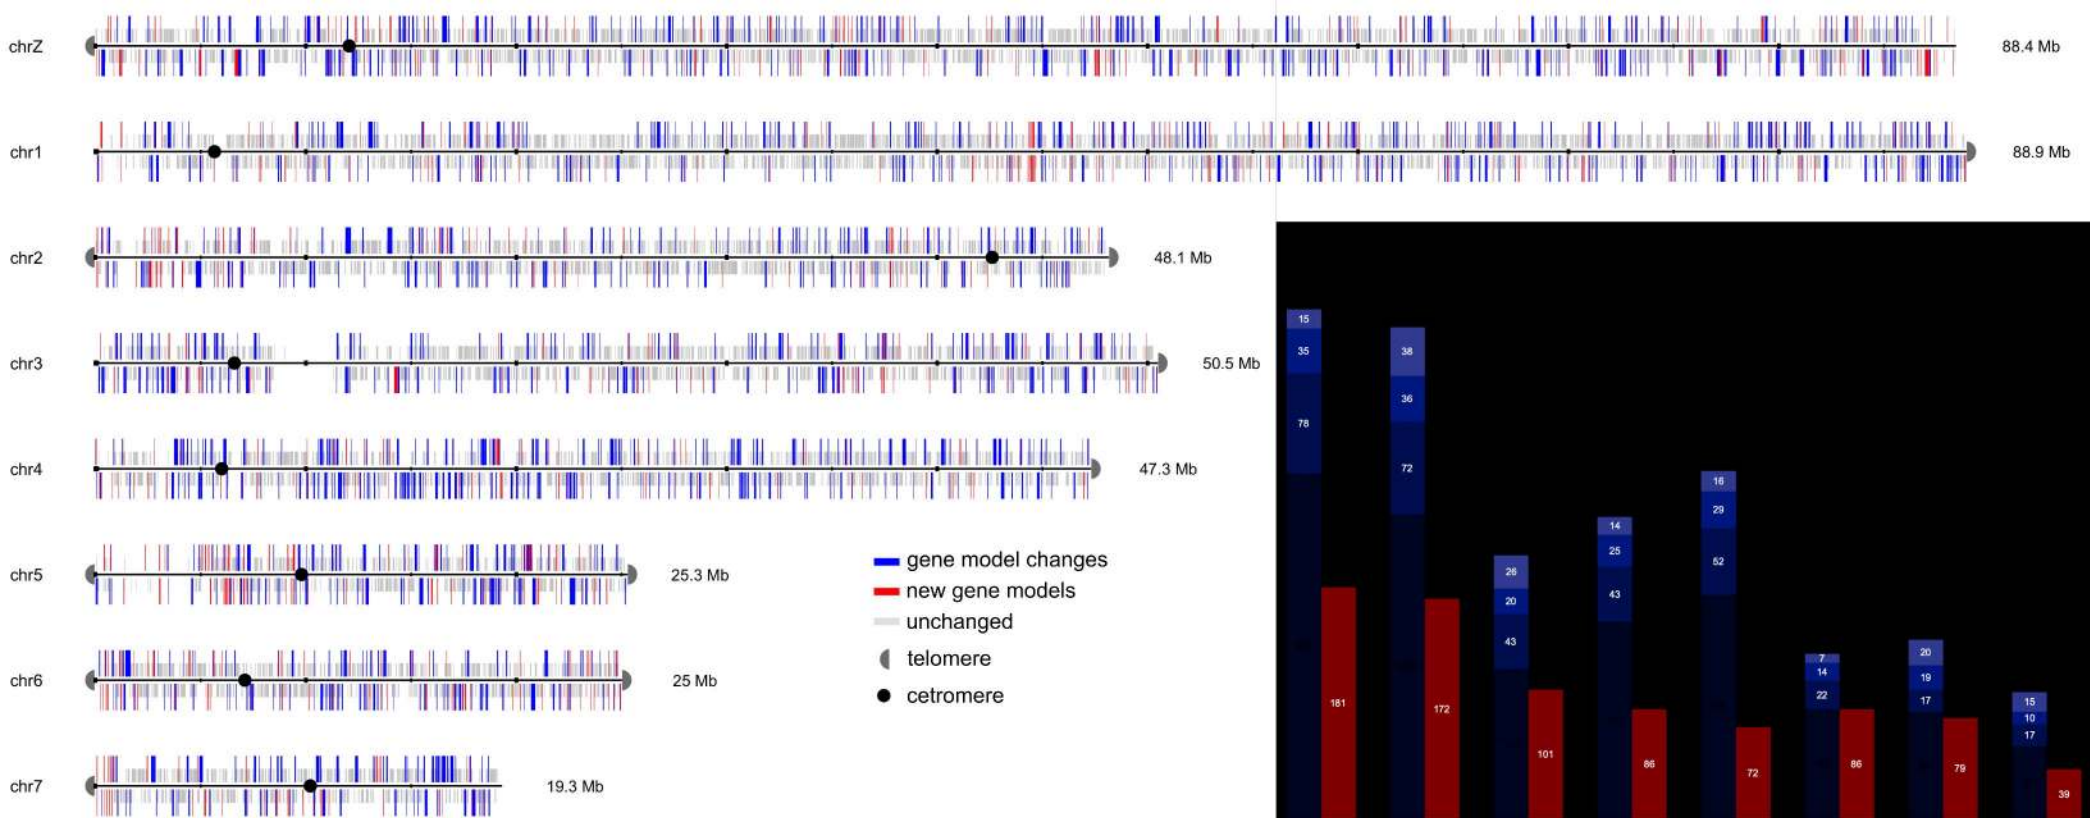 chrZ
88.4 Mb
chr1
88.9 Mb
chr2
48.1 Mb
chr3
50.5 Mb
chr4
47.3 Mb
chr5
25.3 Mb
chr6
25 Mb
chr7
19.3 Mb
gene model changes
new gene models
unchanged
telomere
cetromere
15
35
78
181
38
36
72
172
26
20
43
101
14
25
43
86
16
29
52
72
7
14
22
86
20
19
17
79
15
10
17
39